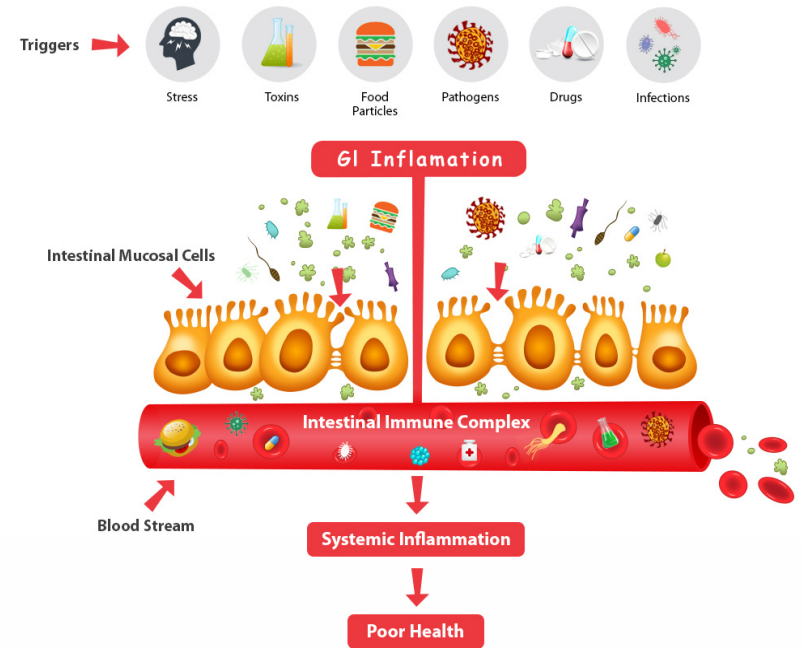 Triggers
Stress
Toxins
Food
Particles
Pathogens
Drugs
Infections
GI Inflamation
Intestinal Mucosal Cells
Intestinal Immune Complex
Blood Stream
Systemic Inflammation
Poor Health